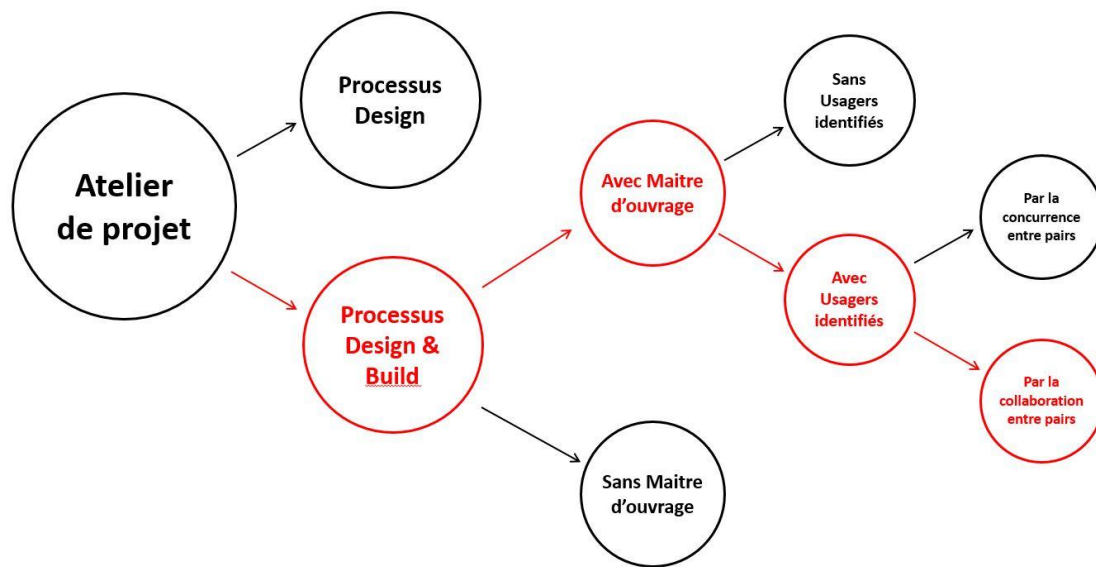 Atelier
de projet
Processus
Design
Processus
Design &
Build
Avec Maitre
d'ouvrage
Sans Maitre
d'ouvrage
Sans
Usagers
identifiés
Avec
Usagers
identifiés
Par la
concurrence
entre pairs
Par la
collaboration
entre pairs